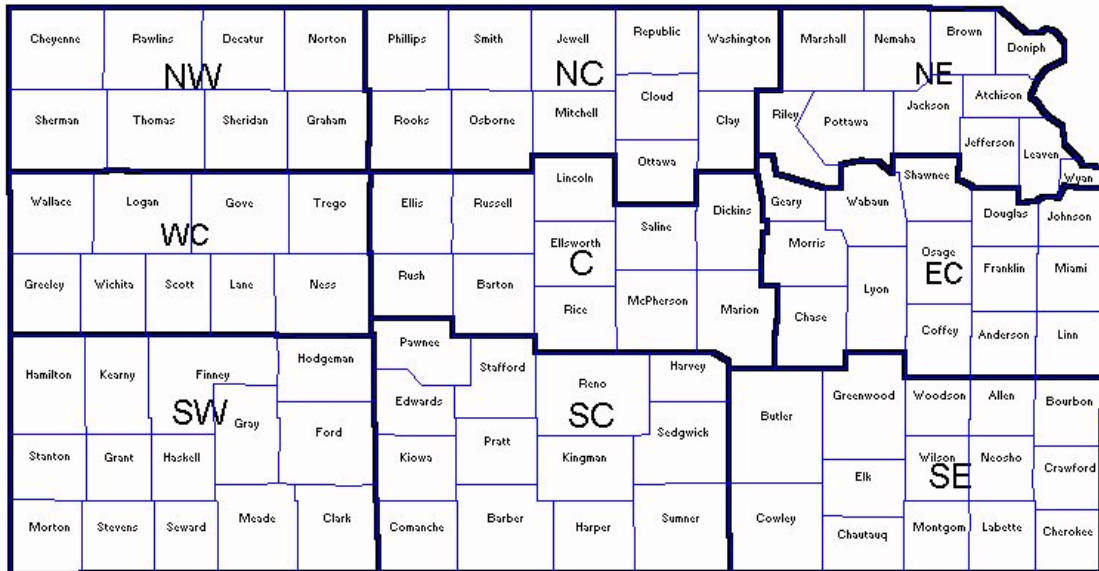 Cheyenne Rawlins Decatur Norton Phillips Smith Jewell Republic Washington Marshall Nemaha Brown Doniph
NW NC NE
Sherman Thomas Sheridan Graham Rooks Osborne Mitchell Cloud Clay Riley Pottawa Jackson Atchison
Ottawa Jefferson Leaven Wyan
Wallace Logan Gove Trego Ellis Russell Lincoln Saline Dickins Geary Wabaun Shawnee Douglas Johnson
WC C EC
Greeley Wichita Scott Lane Ness Rush Barton Ellsworth Morris Osage Franklin Miami
Rice McPherson Marion Chase Lyon Coffey Anderson Linn
Hamilton Kearny Finney Hodgeman Pawnee Stafford Reno Harvey
SW SC SE
Gray Ford Edwards Pratt Sedgwick Butler Greenwood Woodson Allen Bourbon
Stanton Grant Haskell Kiowa Kingman Elk Wilson Neosho Crawford
Morton Stevens Seward Meade Clark Comanche Barber Harper Sumner Cowley Chautauq Montgom Labette Cherokee